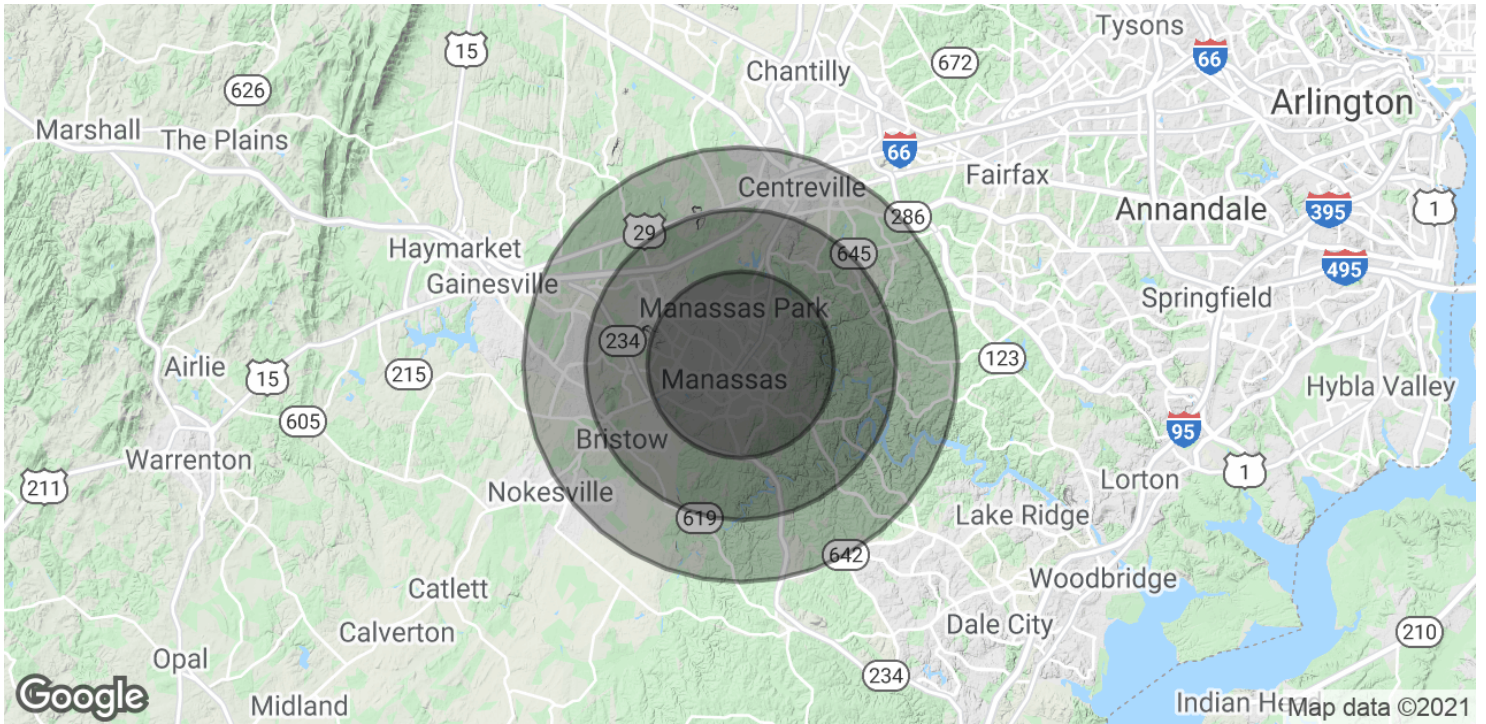 Tysons
15
66
672
Chantilly
626
Arlington
Marshall
The Plains
66
Fairfax
Centreville
Annandale
395
1
286
29
Haymarket
645
495
Gainesville
Springfield
Manassas Park
234
123
Airlie
15
215
Manassas
Hybla Valley
605
95
Bristow
Warrenton
1
211
Nokesville
Lorton
619
Lake Ridge
642
Woodbridge
Catlett
Dale City
Calverton
210
Opal
234
Google
Midland
Indian He
Map data ©2021